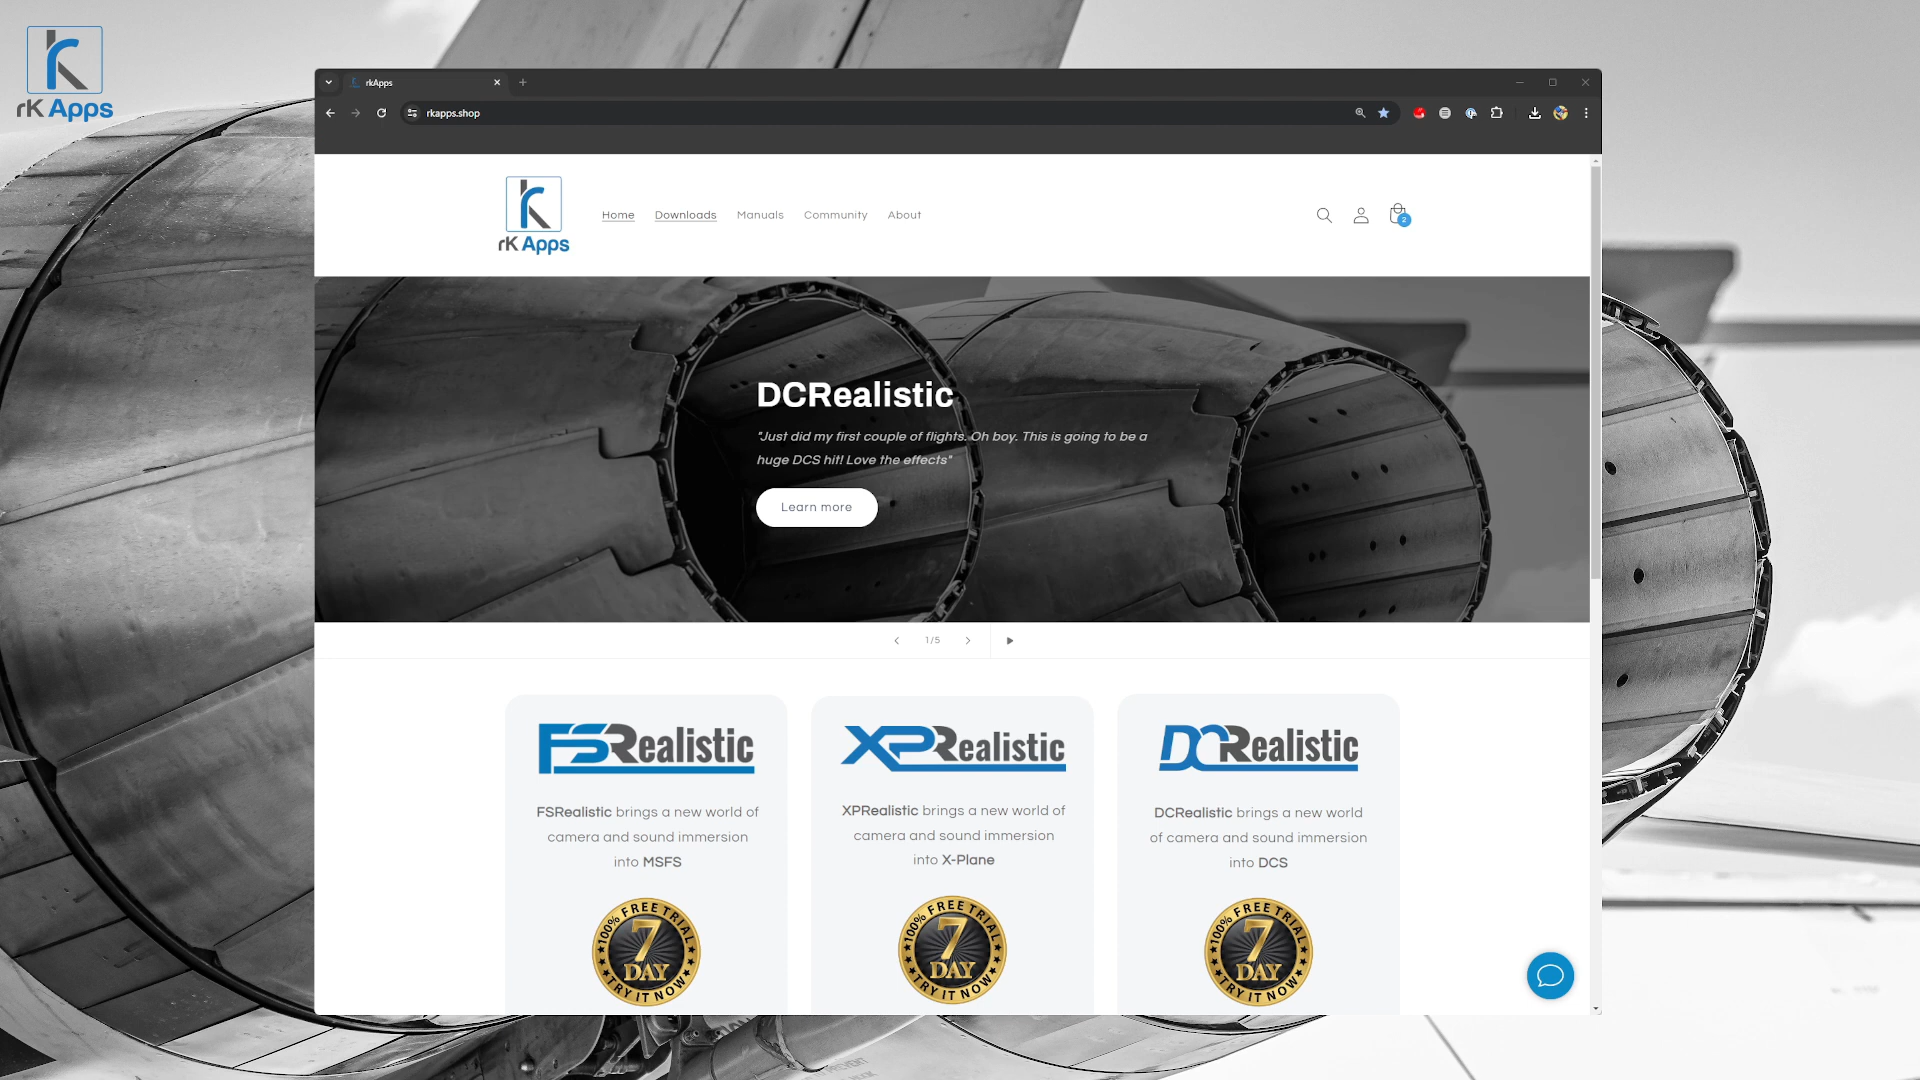 rK Apps
rkApps
rkapps.shop
rK Apps
Home
Downloads
Manuals
Community
About
2
DCRealistic
"Just did my first couple of flights. Oh boy. This is going to be a
huge DCS hit! Love the effects"
Learn more
1/5
FSRealistic
FSRealistic brings a new world of
camera and sound immersion
into MSFS
100% FREE TRIAL
7
DAY
TRY IT NOW
XPRealistic
XPRealistic brings a new world of
camera and sound immersion
into X-Plane
100% FREE TRIAL
7
DAY
TRY IT NOW
DCRealistic
DCRealistic brings a new world
of camera and sound immersion
into DCS
100% FREE TRIAL
7
DAY
TRY IT NOW